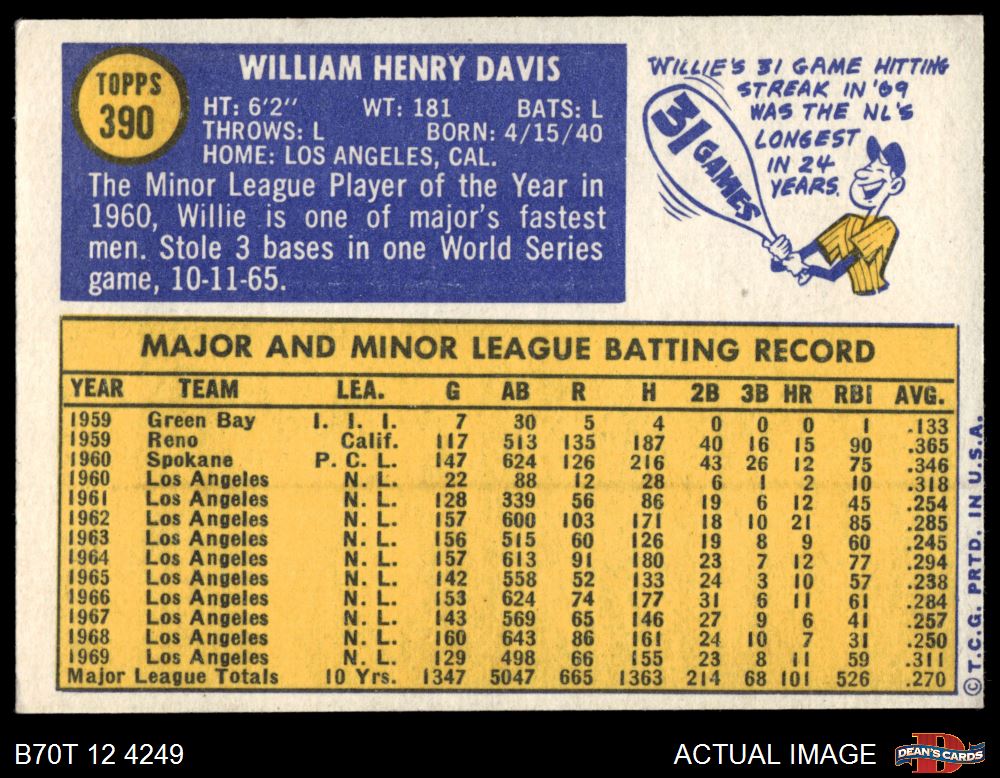 TOPPS
390
WILLIAM HENRY DAVIS
HT: 6'2" WT: 181 BATS: L
THROWS: L BORN: 4/15/40
HOME: LOS ANGELES, CAL.
The Minor League Player of the Year in
1960, Willie is one of major's fastest
men. Stole 3 bases in one World Series
game, 10-11-65.
WILLIE'S 31 GAME HITTING
STREAK IN '69
WAS THE NL'S
LONGEST
IN 24
YEARS.
31 GAMES
MAJOR AND MINOR LEAGUE BATTING RECORD
YEAR TEAM LEA. G AB R H 2B 3B HR RBI AVG.
1959 Green Bay I. I. I. 7 30 5 4 0 0 0 1 .133
1959 Reno Calif. 117 513 135 187 40 16 15 90 .365
1960 Spokane P. C. L. 147 624 126 216 43 26 12 75 .346
1960 Los Angeles N. L. 22 88 12 28 6 1 2 10 .318
1961 Los Angeles N. L. 128 339 56 86 19 6 12 45 .254
1962 Los Angeles N. L. 157 600 103 171 18 10 21 85 .285
1963 Los Angeles N. L. 156 515 60 126 19 8 9 60 .245
1964 Los Angeles N. L. 157 613 91 180 23 7 12 77 .294
1965 Los Angeles N. L. 142 558 52 133 24 3 10 57 .238
1966 Los Angeles N. L. 153 624 74 177 31 6 11 61 .284
1967 Los Angeles N. L. 143 569 65 146 27 9 6 41 .257
1968 Los Angeles N. L. 160 643 86 161 24 10 7 31 .250
1969 Los Angeles N. L. 129 498 66 155 23 8 11 59 .311
Major League Totals 10 Yrs. 1347 5047 665 1363 214 68 101 526 .270
©T.C.G. PRTD. IN U.S.A.
B70T 12 4249
ACTUAL IMAGE
DEAN'S CARDS